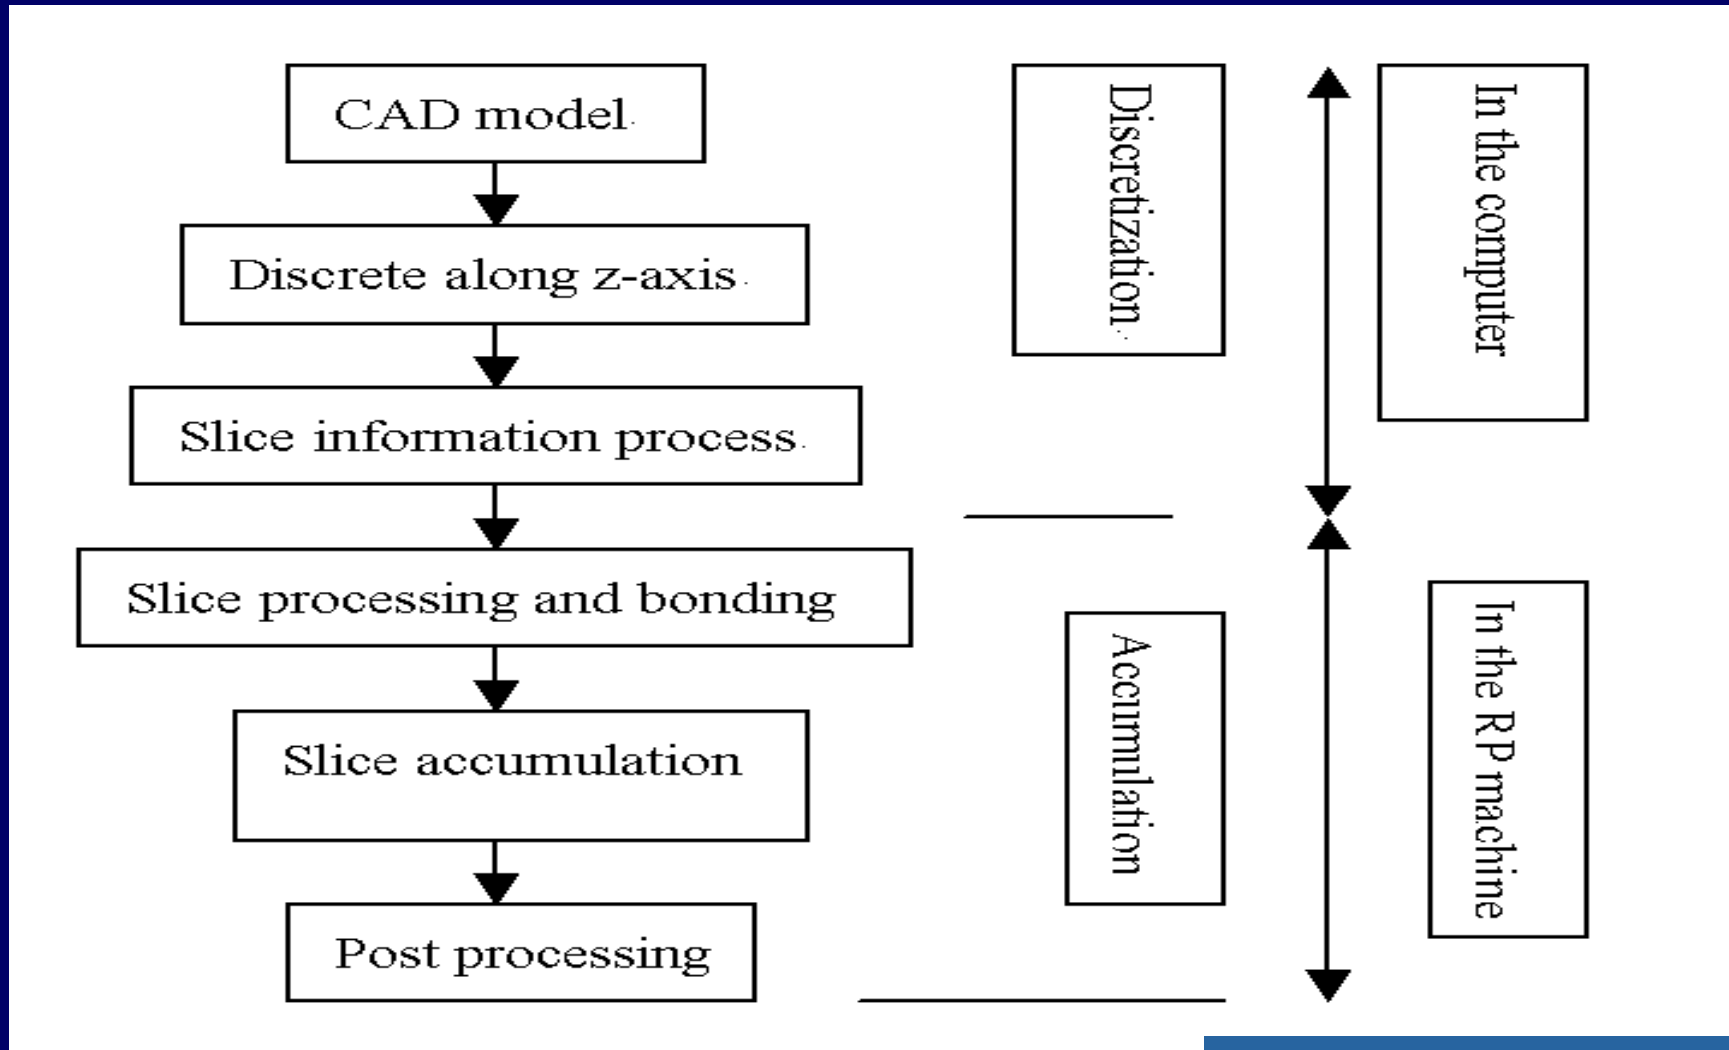 CAD model
Discrete along z-axis
Slice information process
Slice processing and bonding
Slice accumulation
Post processing
Discretization
Accumulation
In the computer
In the RP machine